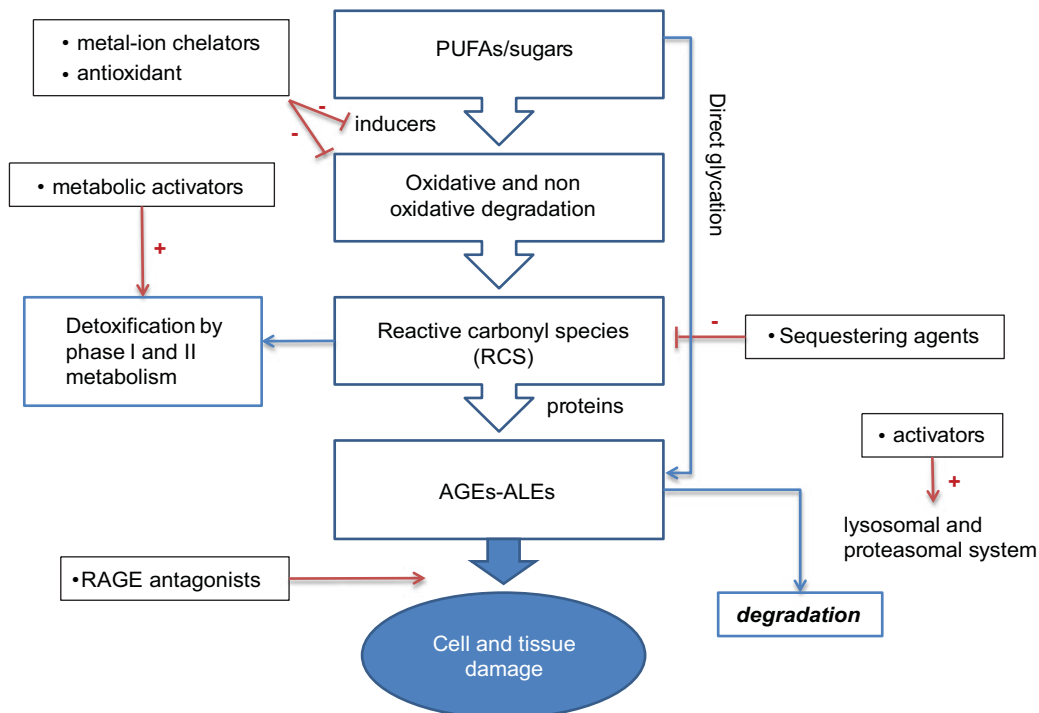 • metal-ion chelators
• antioxidant
PUFAs/sugars
-
-
inducers
Direct glycation
• metabolic activators
+
Oxidative and non
oxidative degradation
Detoxification by
phase I and II
metabolism
Reactive carbonyl species
(RCS)
-
• Sequestering agents
proteins
• activators
+
AGEs-ALEs
lysosomal and
proteasomal system
•RAGE antagonists
degradation
Cell and tissue
damage